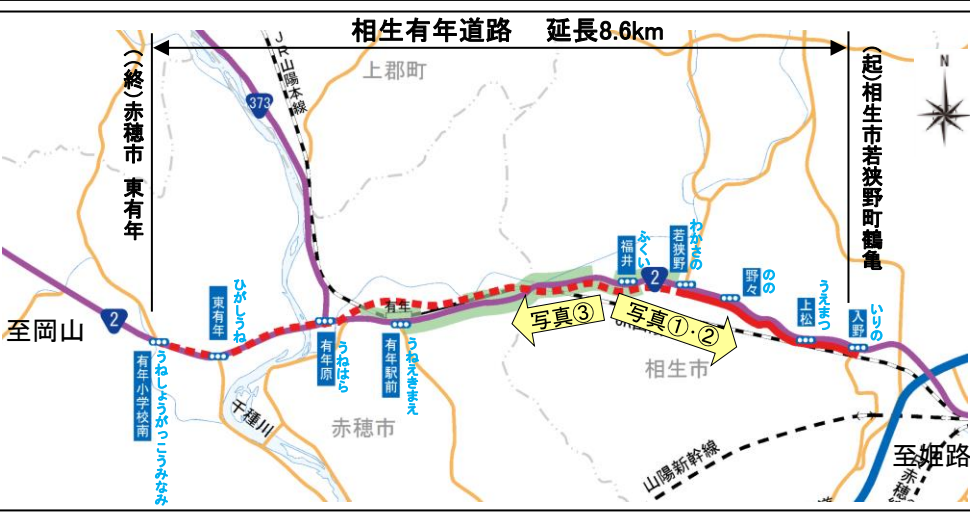 相生有年道路 延長8.6km
(起)相生市若狭野町鶴亀
(終)赤穂市 東有年
JR山陽本線
上郡町
373
N
福井
ふくい
2
若狭野
わかさの
野々
のの
上松
うえまつ
入野
いりの
有年
写真③
写真①・②
東有年
ひがしうね
至岡山
2
有年小学校南
うねしょうがっこうみなみ
有年原
うねはら
有年駅前
うねえきまえ
千種川
赤穂市
相生市
山陽新幹線
至姫路